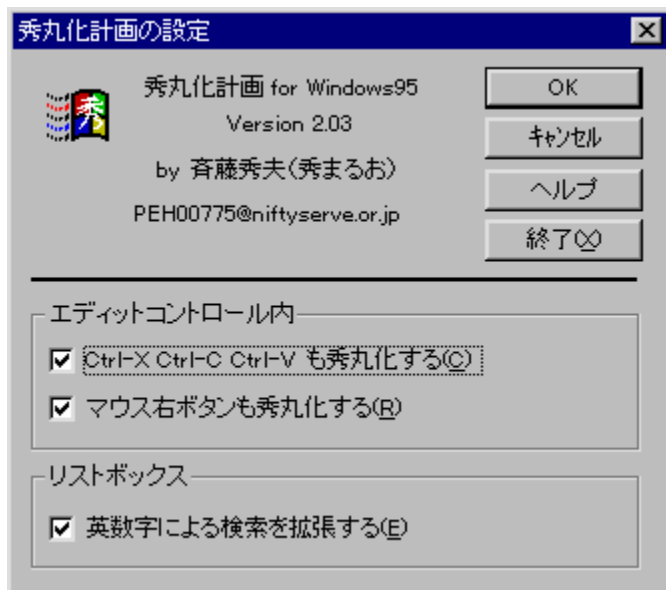 秀丸化計画の設定
秀
秀丸化計画 for Windows95
Version 2.03
by 斉藤秀夫(秀まるお)
PEH00775@niftyserve.or.jp
OK
キャンセル
ヘルプ
終了(X)
エディットコントロール内
Ctrl-X Ctrl-C Ctrl-V も秀丸化する(C)
マウス右ボタンも秀丸化する(R)
リストボックス
英数字による検索を拡張する(E)